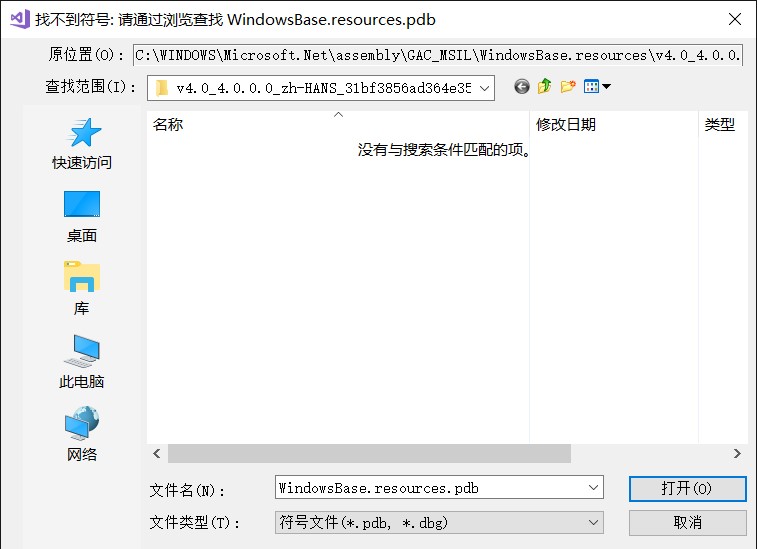 找不到符号: 请通过浏览查找 WindowsBase.resources.pdb
原位置(O): C:\WINDOWS\Microsoft.Net\assembly\GAC_MSIL\WindowsBase.resources\v4.0_4.0.0.
查找范围(I): v4.0_4.0.0.0_zh-HANS_31bf3856ad364e35
名称 修改日期 类型
没有与搜索条件匹配的项。
快速访问
桌面
库
此电脑
网络
文件名(N): WindowsBase.resources.pdb 打开(O)
文件类型(T): 符号文件(*.pdb, *.dbg) 取消